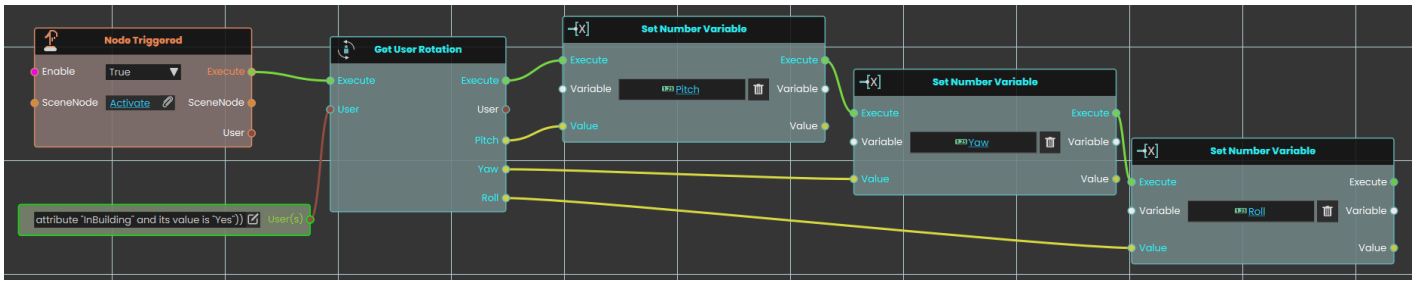 Node Triggered
Enable True Execute
SceneNode Activate SceneNode
User
attribute "InBuilding" and its value is "Yes")) User(s)
Get User Rotation
Execute Execute
User User
Pitch
Yaw
Roll
[X] Set Number Variable
Execute Execute
Variable 123 Pitch Variable
Value Value
[X] Set Number Variable
Execute Execute
Variable 123 Yaw Variable
Value Value
[X] Set Number Variable
Execute Execute
Variable 123 Roll Variable
Value Value